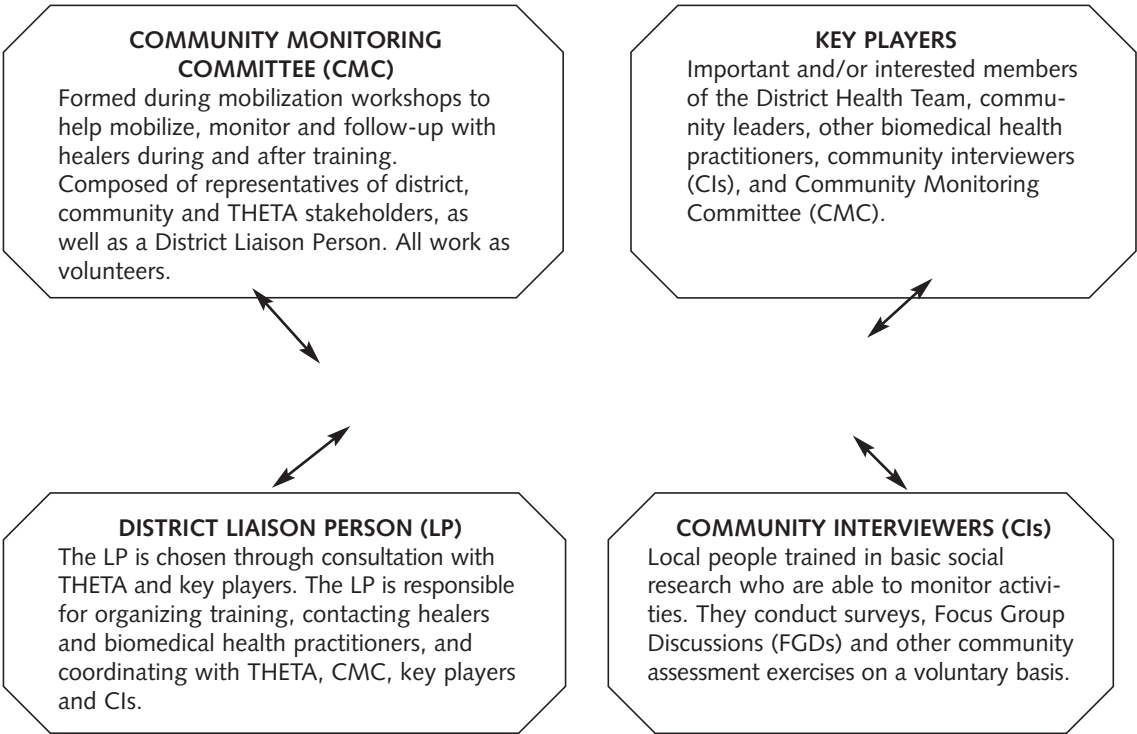 COMMUNITY MONITORING
COMMITTEE (CMC)
Formed during mobilization workshops to
help mobilize, monitor and follow-up with
healers during and after training.
Composed of representatives of district,
community and THETA stakeholders, as
well as a District Liaison Person. All work as
volunteers.
KEY PLAYERS
Important and/or interested members
of the District Health Team, commu-
nity leaders, other biomedical health
practitioners, community interviewers
(CIs), and Community Monitoring
Committee (CMC).
DISTRICT LIAISON PERSON (LP)
The LP is chosen through consultation with
THETA and key players. The LP is responsible
for organizing training, contacting healers
and biomedical health practitioners, and
coordinating with THETA, CMC, key players
and CIs.
COMMUNITY INTERVIEWERS (CIs)
Local people trained in basic social
research who are able to monitor activi-
ties. They conduct surveys, Focus Group
Discussions (FGDs) and other community
assessment exercises on a voluntary basis.